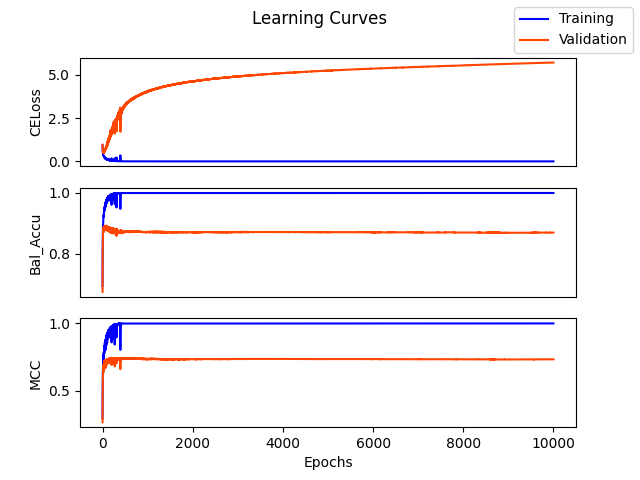 Learning Curves
Training
Validation
5.0
2.5
0.0
CELoss
1.0
0.8
Bal_Accu
1.0
0.5
MCC
0 2000 4000 6000 8000 10000
Epochs